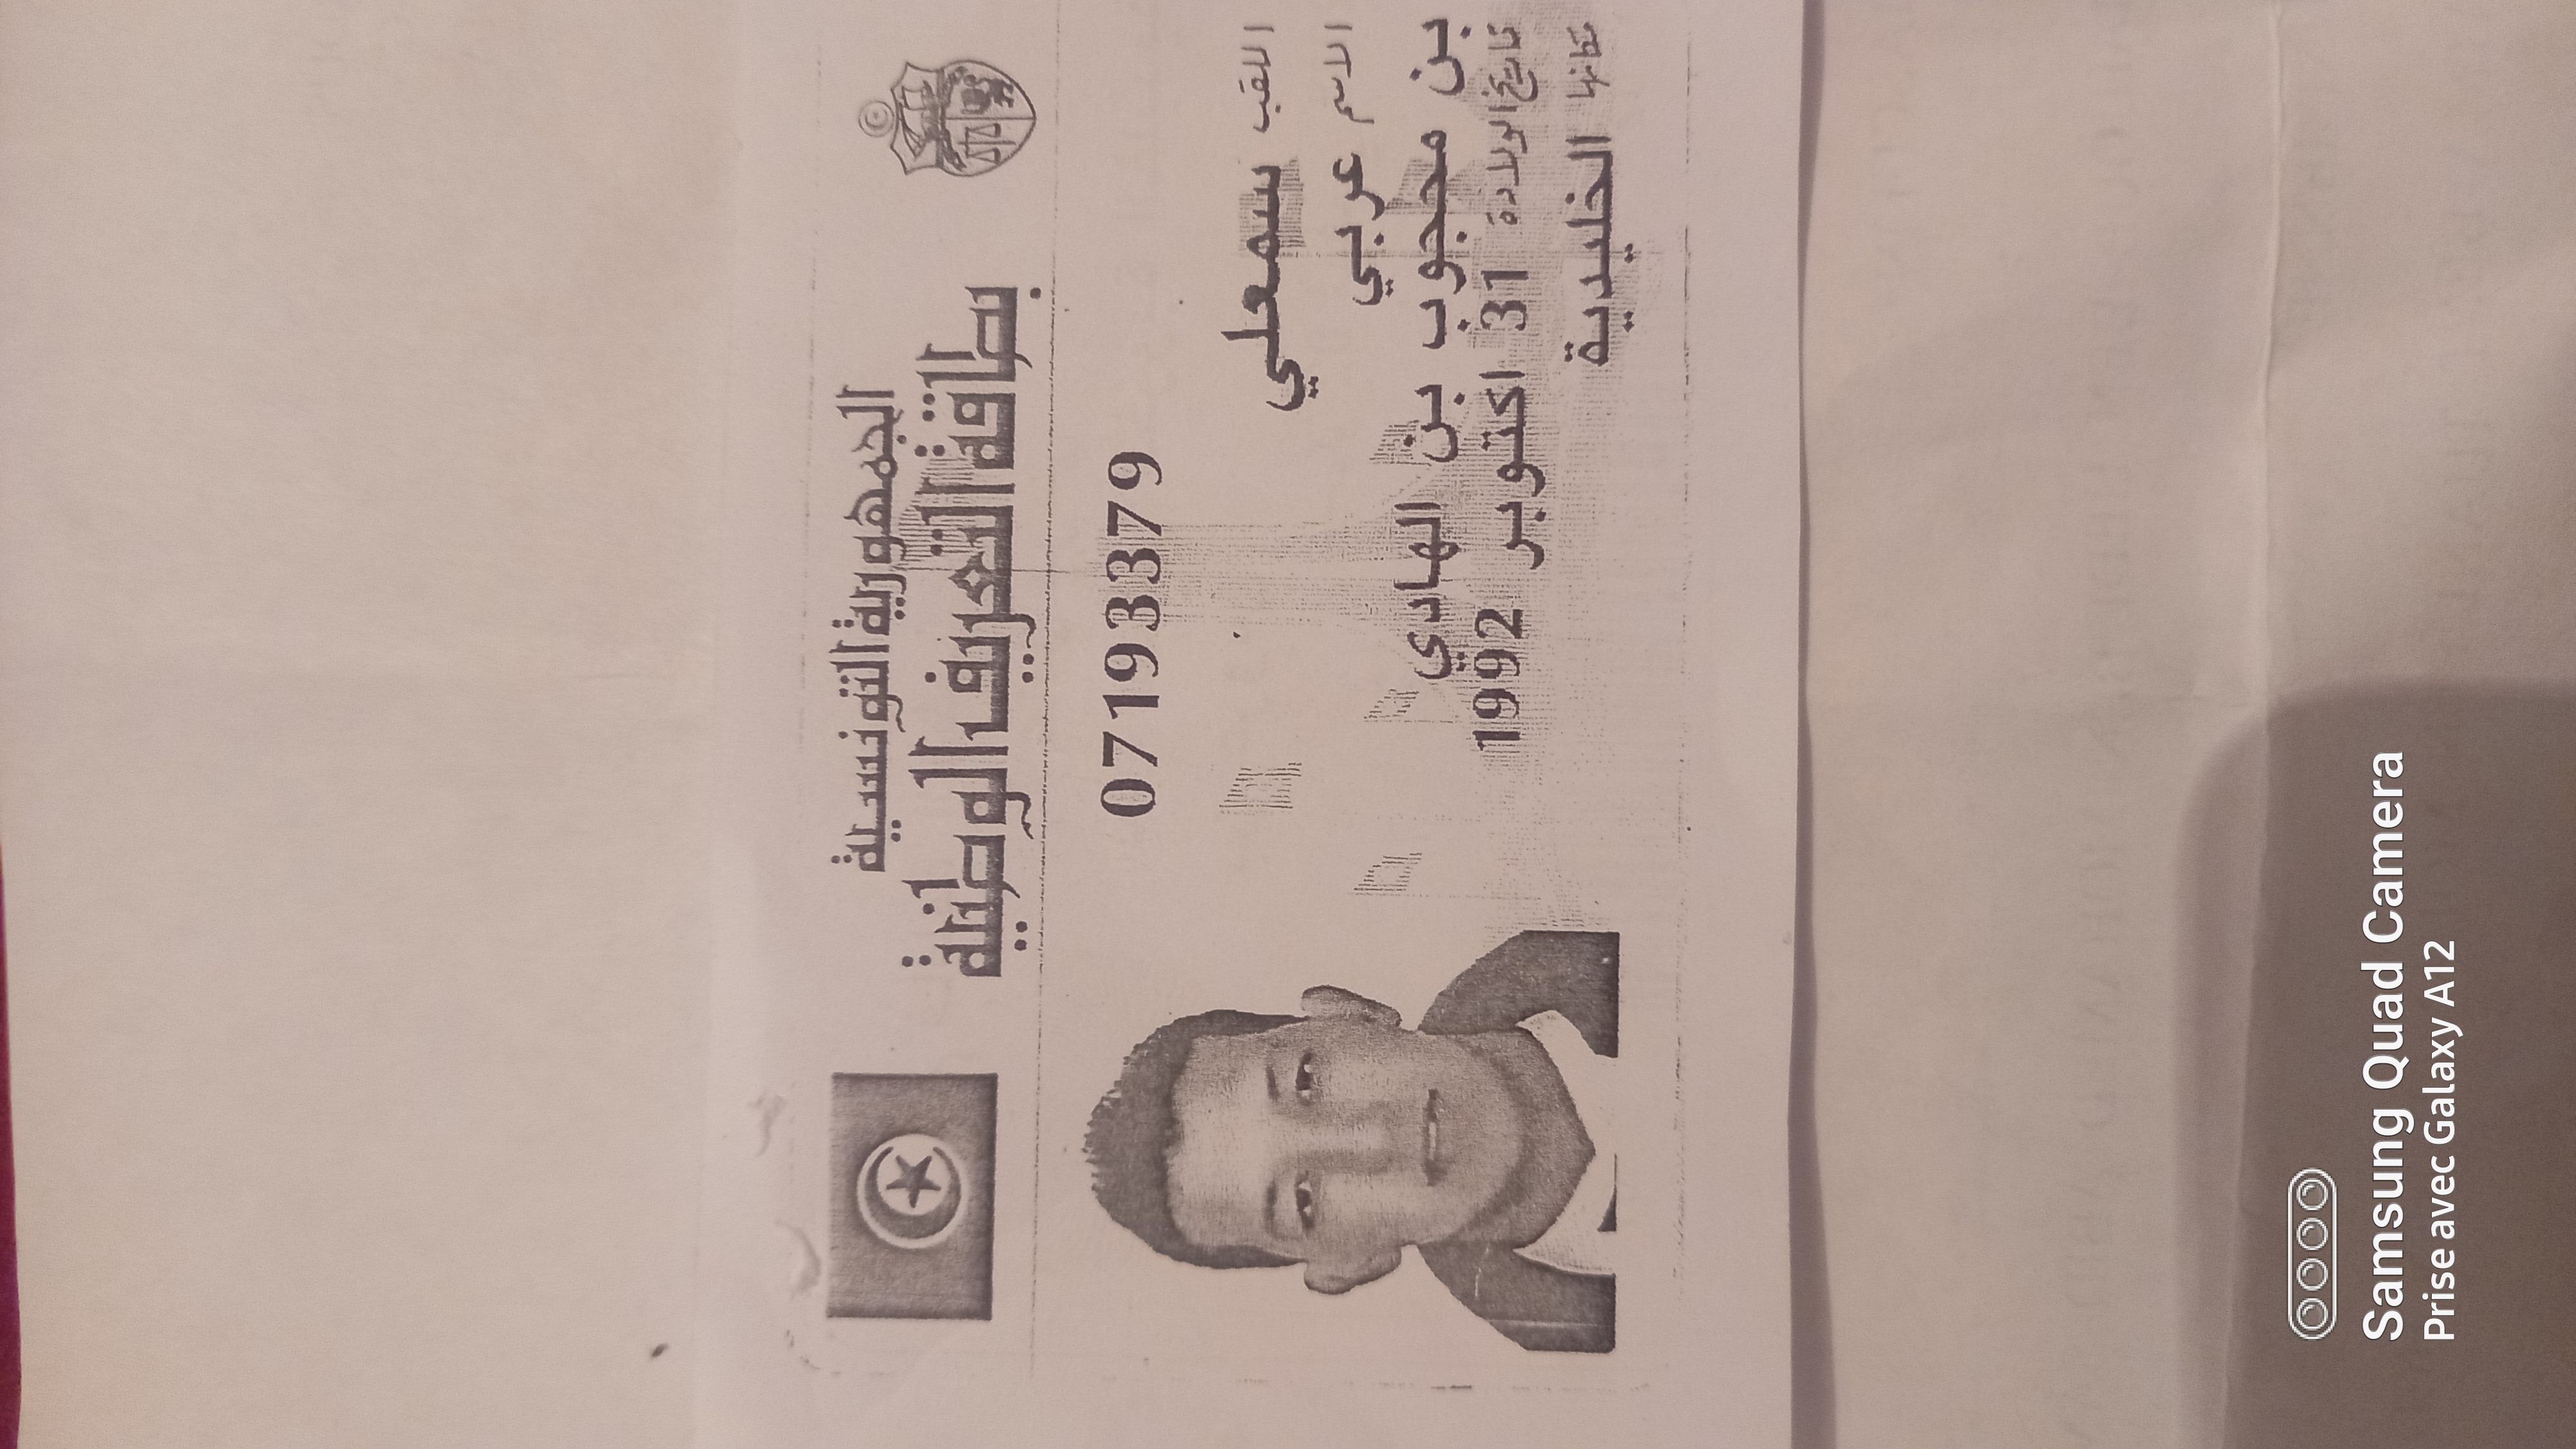 الجمهورية التونسية
بطاقة التعريف الوطنية
07193379
اللقب سمعلي
الاسم عربي
بن محجوب بن الهادي
تاريخ الولادة 31 اكتوبر 1992
مكانها الخليدية
Samsung Quad Camera
Prise avec Galaxy A12